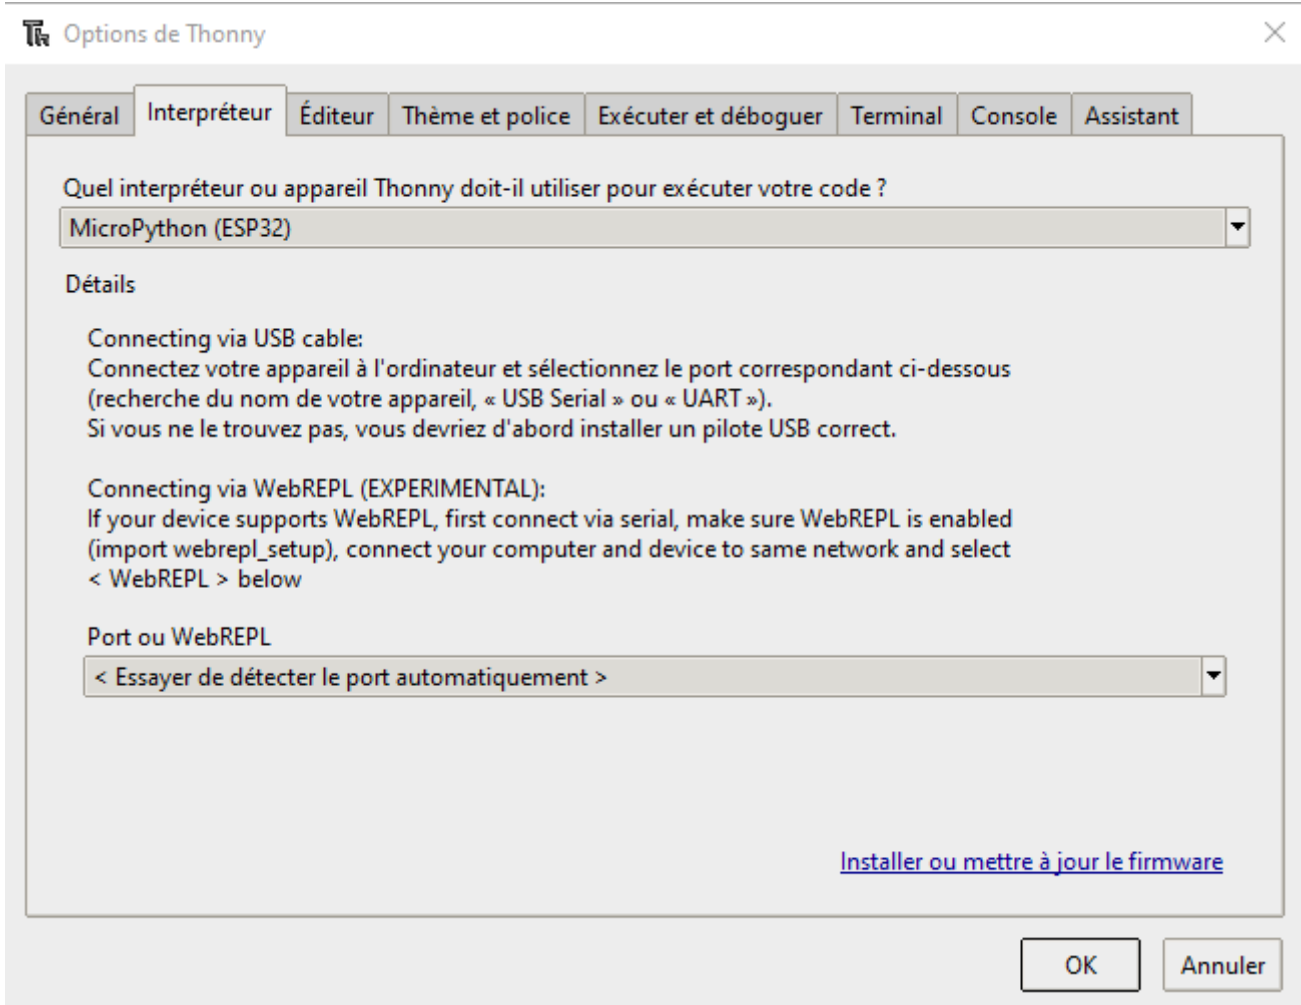 Options de Thonny
Général Interpréteur Éditeur Thème et police Exécuter et déboguer Terminal Console Assistant
Quel interpréteur ou appareil Thonny doit-il utiliser pour exécuter votre code ?
MicroPython (ESP32)
Détails
Connecting via USB cable:
Connectez votre appareil à l'ordinateur et sélectionnez le port correspondant ci-dessous
(recherche du nom de votre appareil, « USB Serial » ou « UART »).
Si vous ne le trouvez pas, vous devriez d'abord installer un pilote USB correct.
Connecting via WebREPL (EXPERIMENTAL):
If your device supports WebREPL, first connect via serial, make sure WebREPL is enabled
(import webrepl_setup), connect your computer and device to same network and select
< WebREPL > below
Port ou WebREPL
< Essayer de détecter le port automatiquement >
Installer ou mettre à jour le firmware
OK Annuler